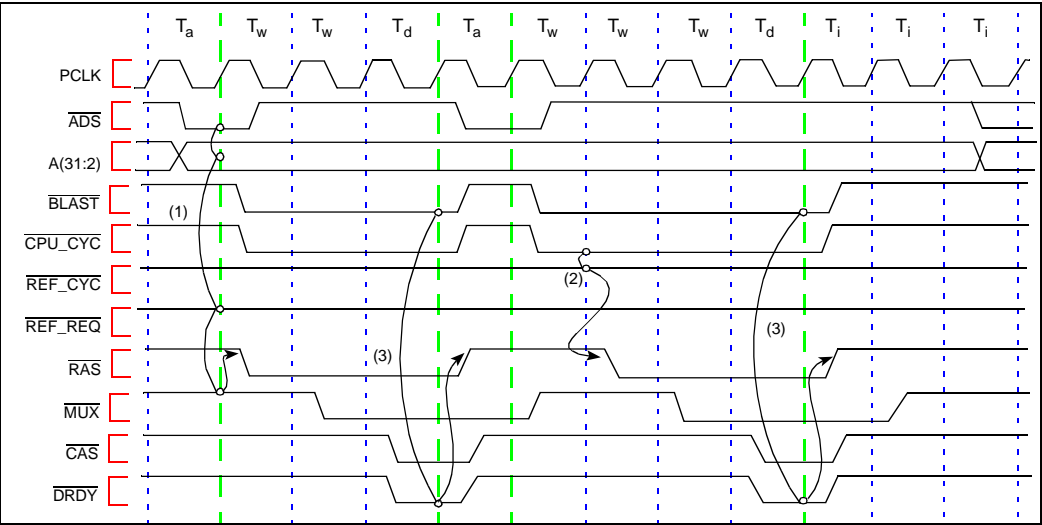 Ta Tw Tw Td Ta Tw Tw Tw Td Ti Ti Ti
PCLK
ADS
A(31:2)
BLAST
(1)
CPU_CYC
REF_CYC
(2)
REF_REQ
(3)
(3)
RAS
MUX
CAS
DRDY